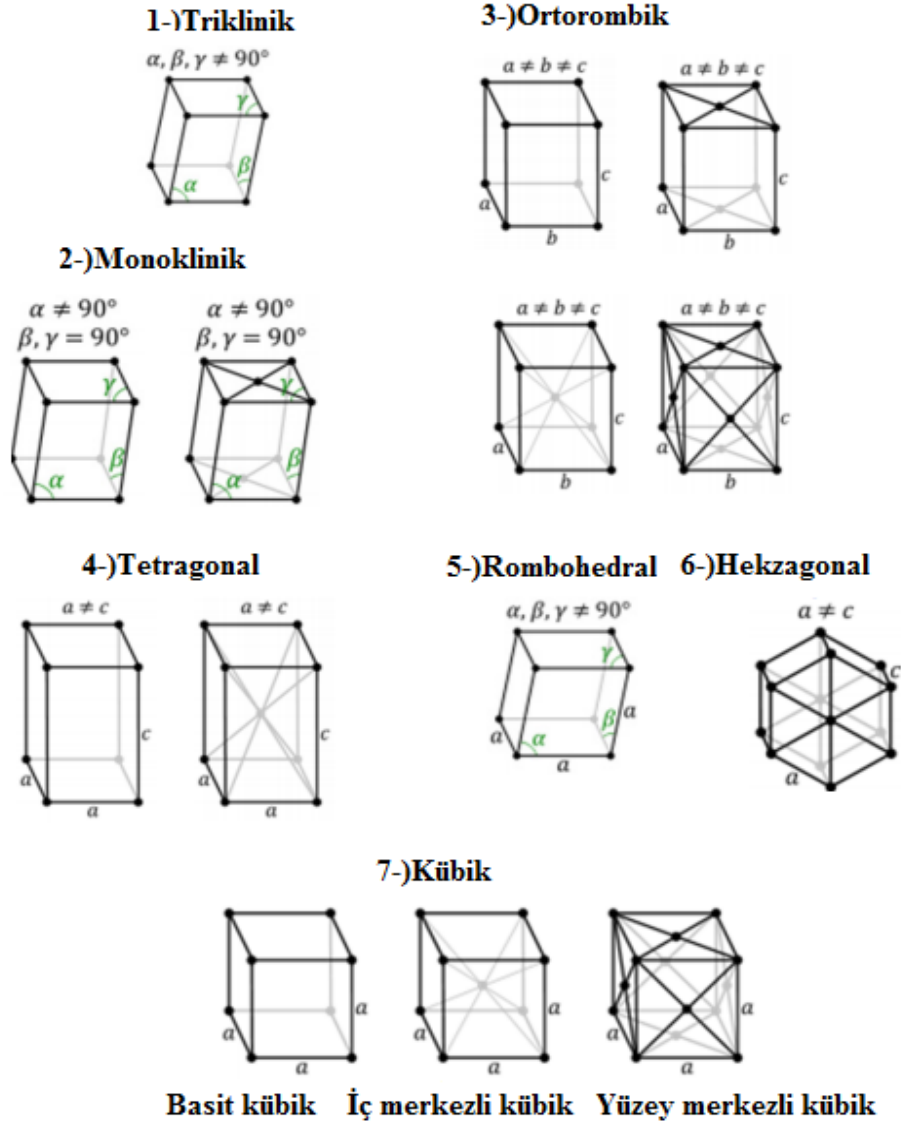 1-)Triklinik
α, β, γ ≠ 90°
γ
β
α
3-)Ortorombik
a ≠ b ≠ c
a ≠ b ≠ c
c
c
a
a
b
b
2-)Monoklinik
α ≠ 90°
β, γ = 90°
α ≠ 90°
β, γ = 90°
γ
γ
β
β
α
α
a ≠ b ≠ c
a ≠ b ≠ c
c
c
a
a
b
b
4-)Tetragonal
a ≠ c
a ≠ c
c
c
a
a
a
a
5-)Rombohedral
α, β, γ ≠ 90°
γ
β
a
a
α
a
6-)Hekzagonal
a ≠ c
c
a
7-)Kübik
a
a
a
a
a
a
a
a
a
Basit kübik
İç merkezli kübik
Yüzey merkezli kübik